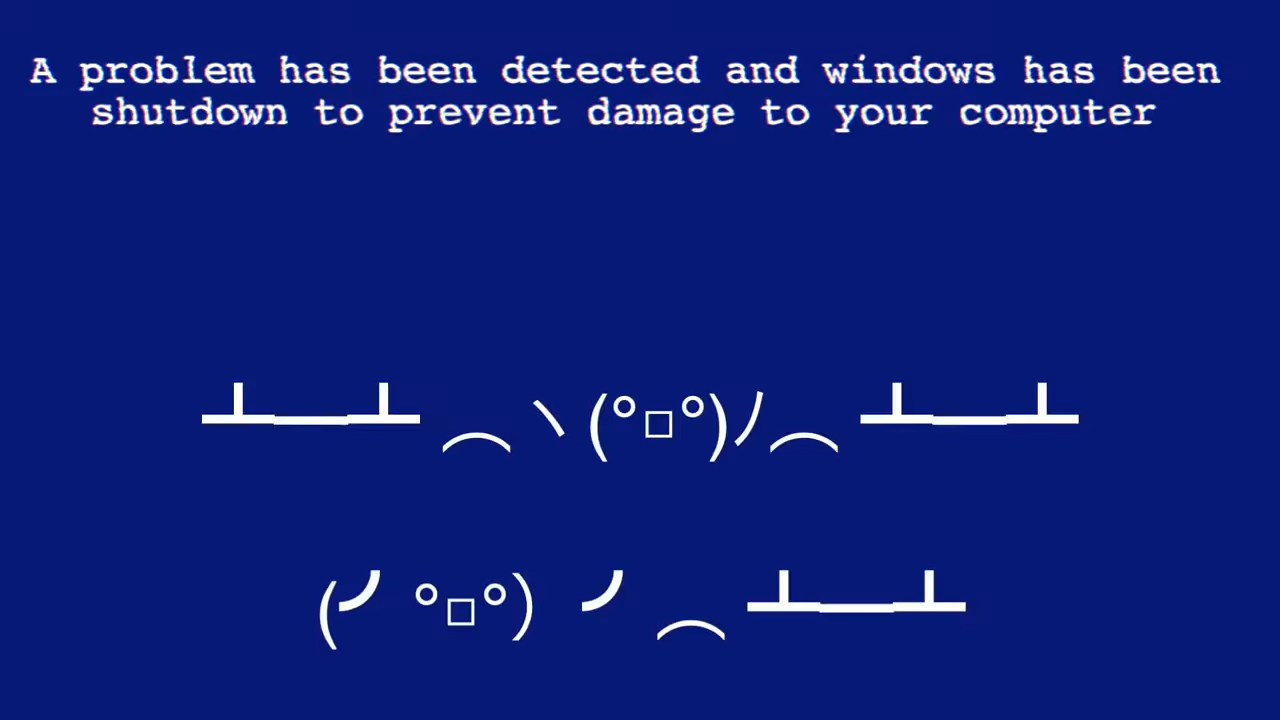 A problem has been detected and windows has been
shutdown to prevent damage to your computer
┻━┻ ︵ヽ(°□°)ﾉ︵ ┻━┻
(╯°□°）╯︵ ┻━┻